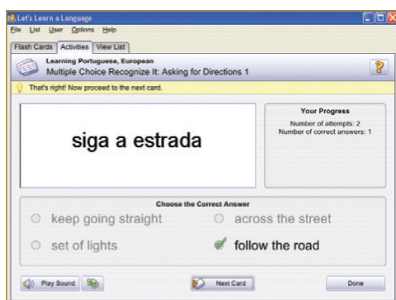 Let's Learn a Language
File List User Options Help
Flash Cards Activities View List
Learning Portuguese, European
Multiple Choice Recognize It: Asking for Directions 1
?
That's right! Now proceed to the next card.
siga a estrada
Your Progress
Number of attempts: 2
Number of correct answers: 1
Choose the Correct Answer
keep going straight
across the street
set of lights
follow the road
Play Sound
Next Card
Done